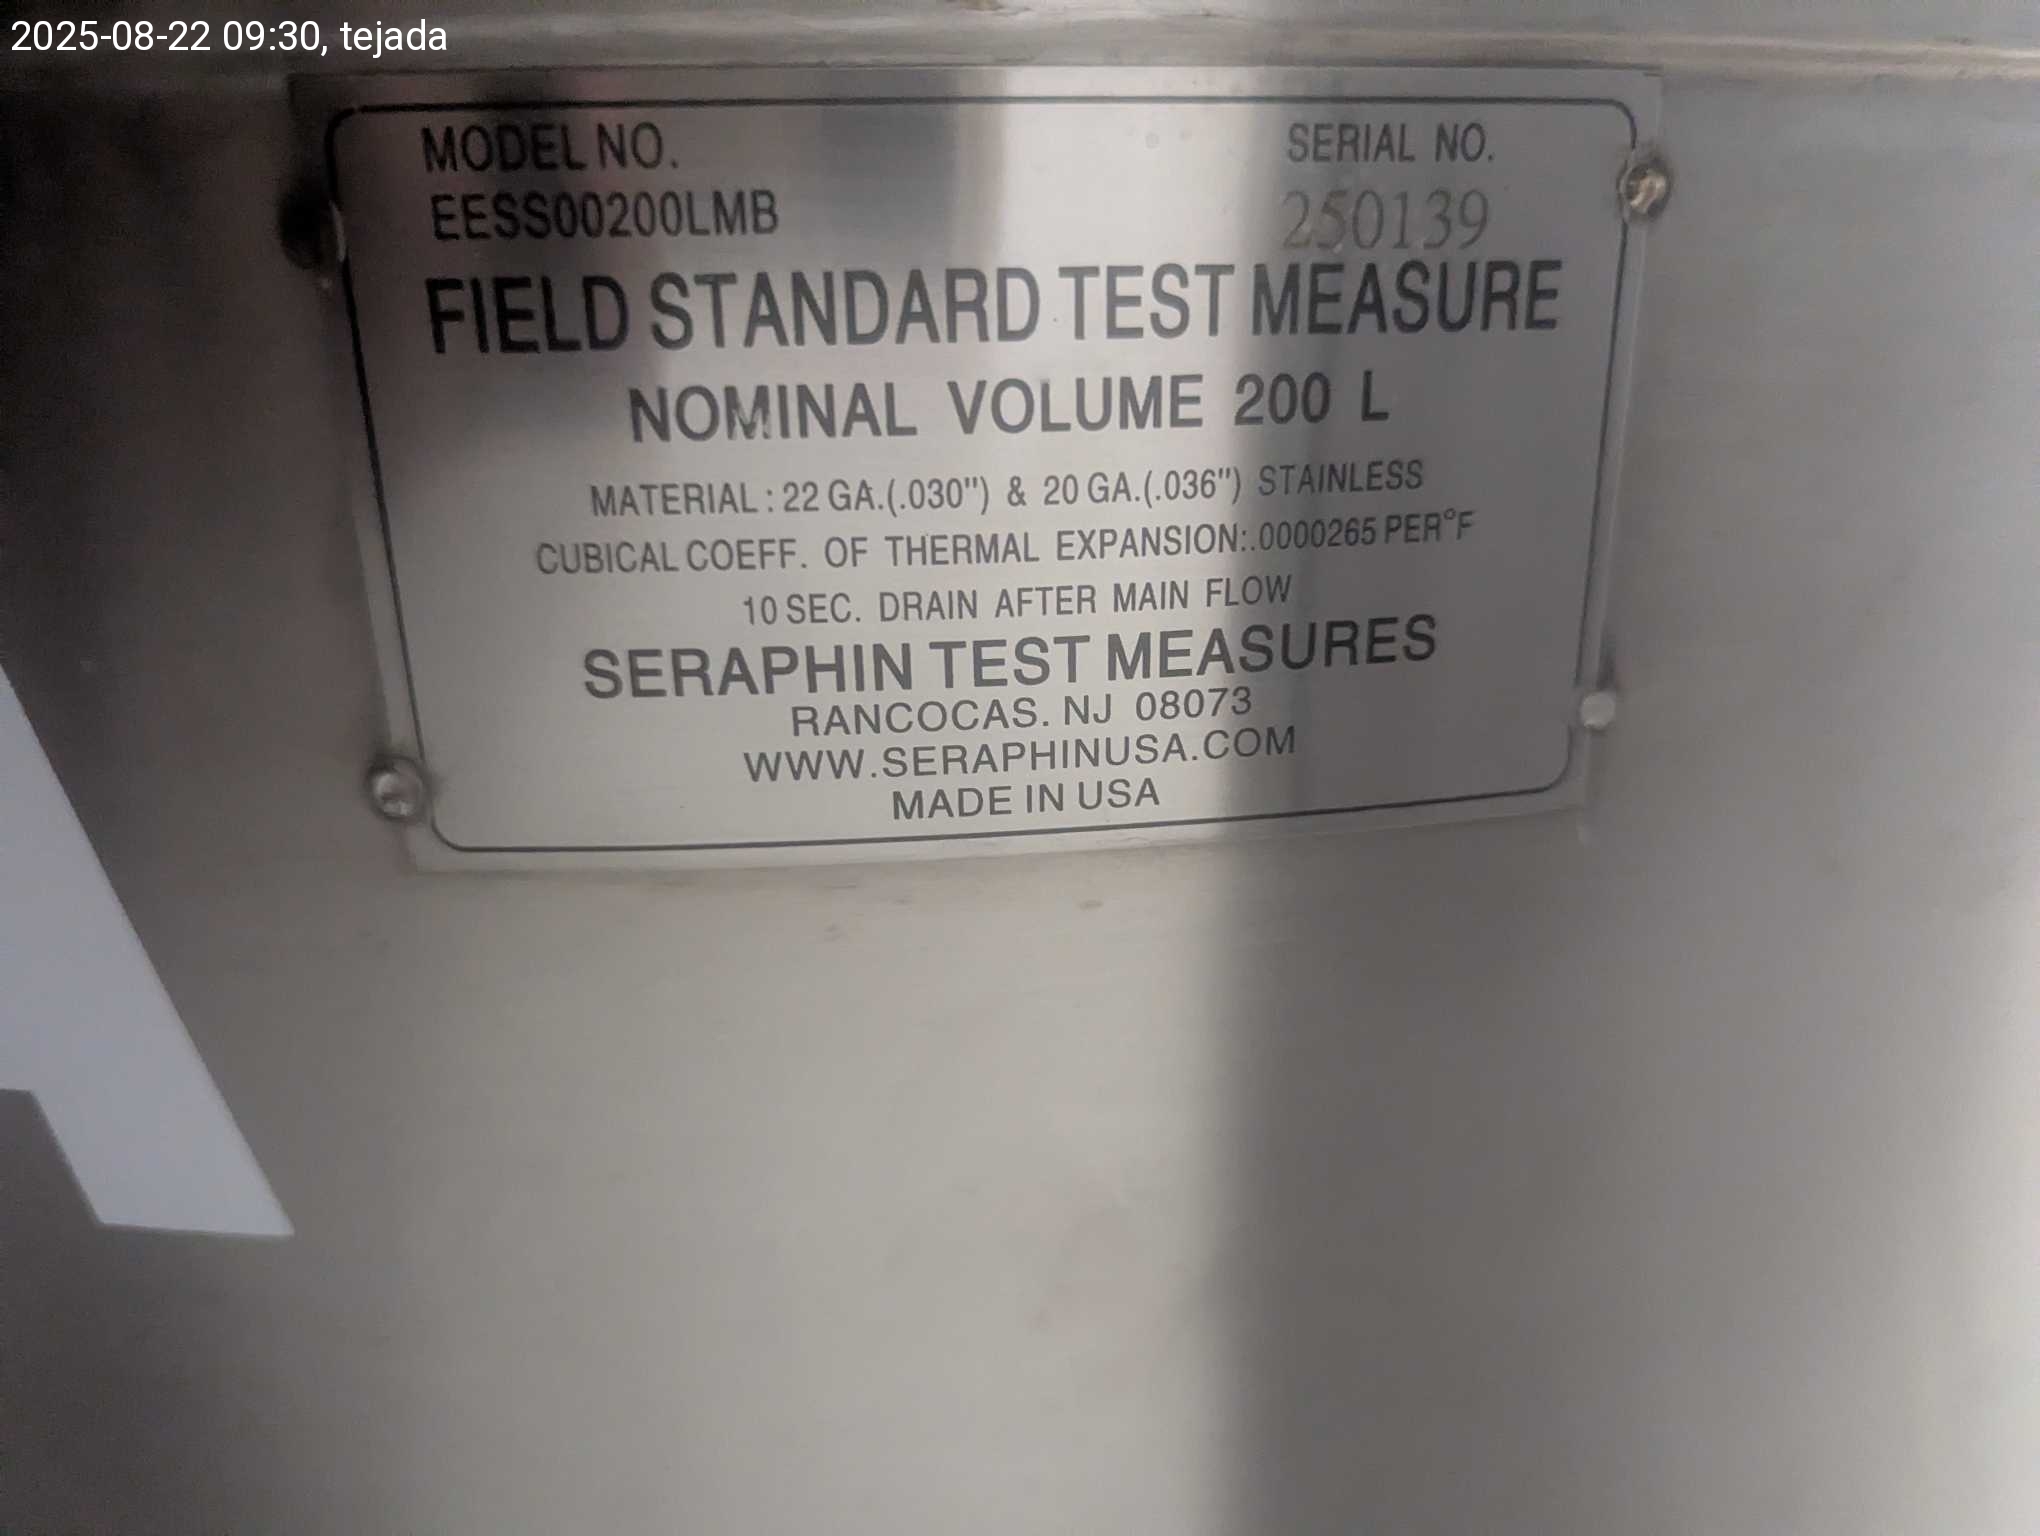 2025-08-22 09:30, tejada
MODEL NO.
EESS00200LMB
SERIAL NO.
250139
FIELD STANDARD TEST MEASURE
NOMINAL VOLUME 200 L
MATERIAL: 22 GA.(.030") & 20 GA.(.036") STAINLESS
CUBICAL COEFF. OF THERMAL EXPANSION:.0000265 PER°F
10 SEC. DRAIN AFTER MAIN FLOW
SERAPHIN TEST MEASURES
RANCOCAS. NJ 08073
WWW.SERAPHINUSA.COM
MADE IN USA